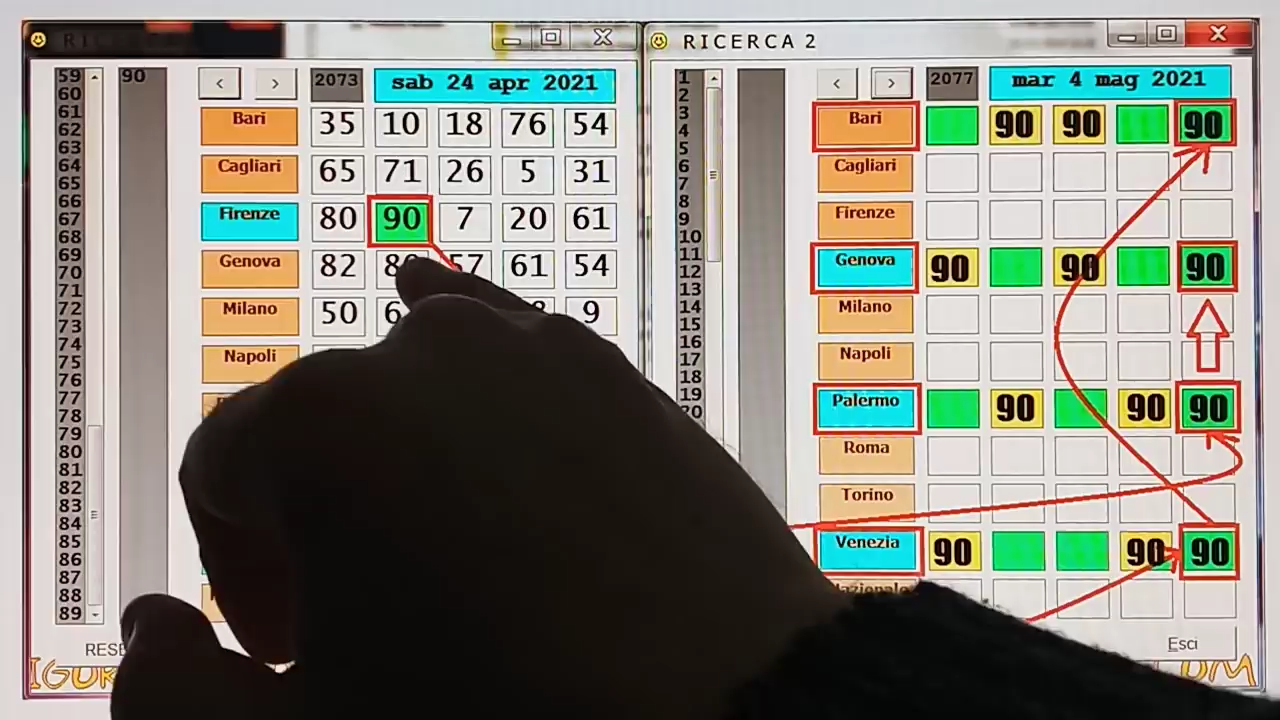 RICERCA 2
59 90 < > 2073 sab 24 apr 2021
60
61
62
63
64
65
66
67
68
69
70
71
72
73
74
75
76
77
78
79
80
81
82
83
84
85
86
87
88
89
Bari 35 10 18 76 54
Cagliari 65 71 26 5 31
Firenze 80 90 7 20 61
Genova 82 57 61 54
Milano 50 9
Napoli
1 < > 2077 mar 4 mag 2021
2
3
4
5
6
7
8
9
10
11
12
13
14
15
16
17
18
19
20
Bari 90 90 90
Cagliari
Firenze
Genova 90 90 90
Milano
Napoli
Palermo 90 90 90
Roma
Torino
Venezia 90 90 90
Nazionale
Esci